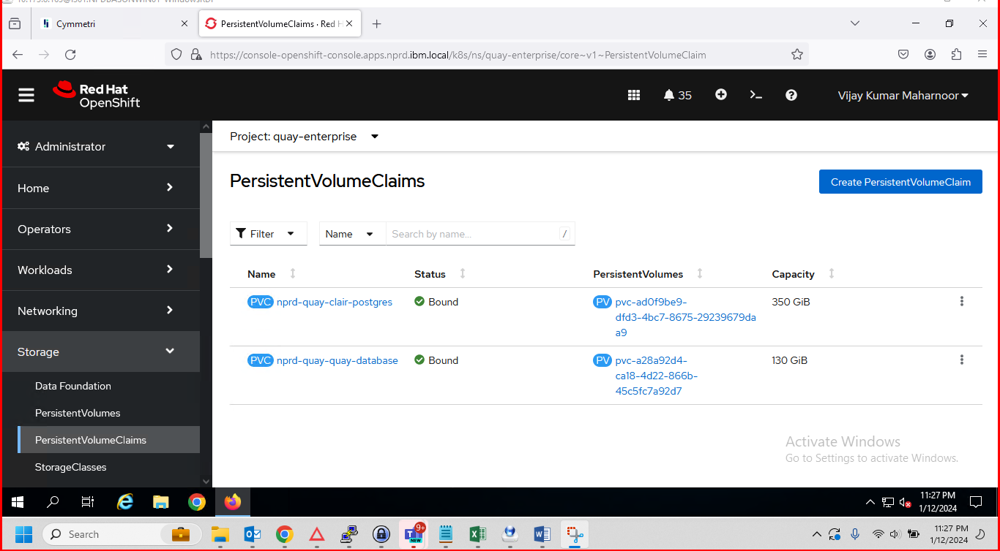 Cymmetri
PersistentVolumeClaims · Red H
https://console-openshift-console.apps.nprd.ibm.local/k8s/ns/quay-enterprise/core~v1~PersistentVolumeClaim
Red Hat
OpenShift
35
Vijay Kumar Maharnoor
Project: quay-enterprise
Administrator
Home
Operators
Workloads
Networking
Storage
Data Foundation
PersistentVolumes
PersistentVolumeClaims
StorageClasses
PersistentVolumeClaims
Create PersistentVolumeClaim
Filter
Name
Search by name...
/
Name Status PersistentVolumes Capacity
PVC nprd-quay-clair-postgres Bound PV pvc-ad0f9be9- 350 GiB
dfd3-4bc7-8675-29239679da
a9
PVC nprd-quay-quay-database Bound PV pvc-a28a92d4- 130 GiB
ca18-4d22-866b-
45c5fc7a92d7
Activate Windows
Go to Settings to activate Windows.
11:27 PM
1/12/2024
Search
9+
NEW
11:27 PM
1/12/2024